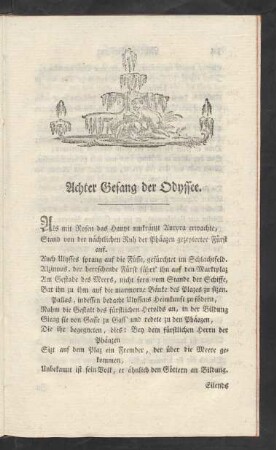 Achter Gesang der Odyssee.
Als mit Rosen das Haupt umkränzt Aurora erwachte,
Stand von der nächtlichen Ruh der Phäazen gezepterter Fürst
auf.
Auch Ulysses sprang auf die Füsse, gefürchtet im Schlachtfeld.
Alzinous, der herrschende Fürst führt' ihn auf den Marktplaz
Am Gestade des Meers, nicht fern vom Stande der Schiffe,
Bat ihn zu ihm auf die marmorne Bänke des Plazes zu sizen.
Pallas, indessen bedacht Ulyssens Heimkunft zu födern,
Nahm die Gestalt des fürstlichen Herolds an, in der Bildung
Gieng sie von Gasse zu Gass' und redete zu den Phäazen,
Die ihr begegneten, dies: Bey dem fürstlichen Herrn der
Phäazen
Sizt auf dem Plaz ein Fremder, der über die Meere ge-
kommen,
Unbekannt ist sein Volk, er ähnlich den Göttern an Bildung.
Eilends